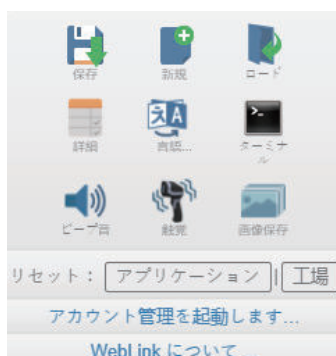 保存 新規 ロード
詳細 言語... ターミナ
ル
ビープ音 触覚 画像保存
リセット： アプリケーション | 工場
アカウント管理を起動します...
WebLink について ...